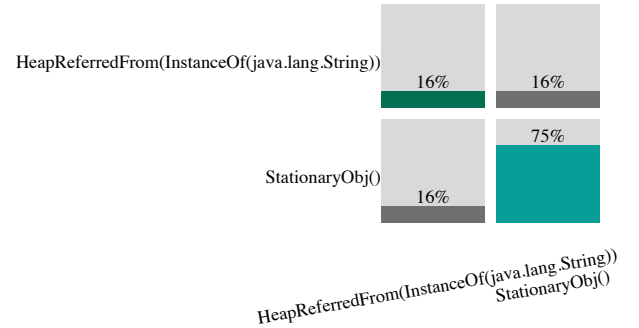 HeapReferredFrom(InstanceOf(java.lang.String))
16%
16%
StationaryObj()
16%
75%
HeapReferredFrom(InstanceOf(java.lang.String))
StationaryObj()